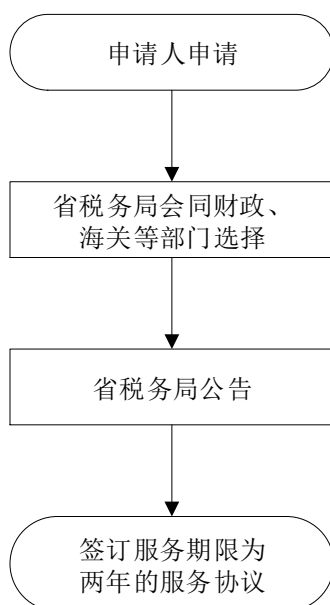 申请人申请
省税务局会同财政、
海关等部门选择
省税务局公告
签订服务期限为
两年的服务协议